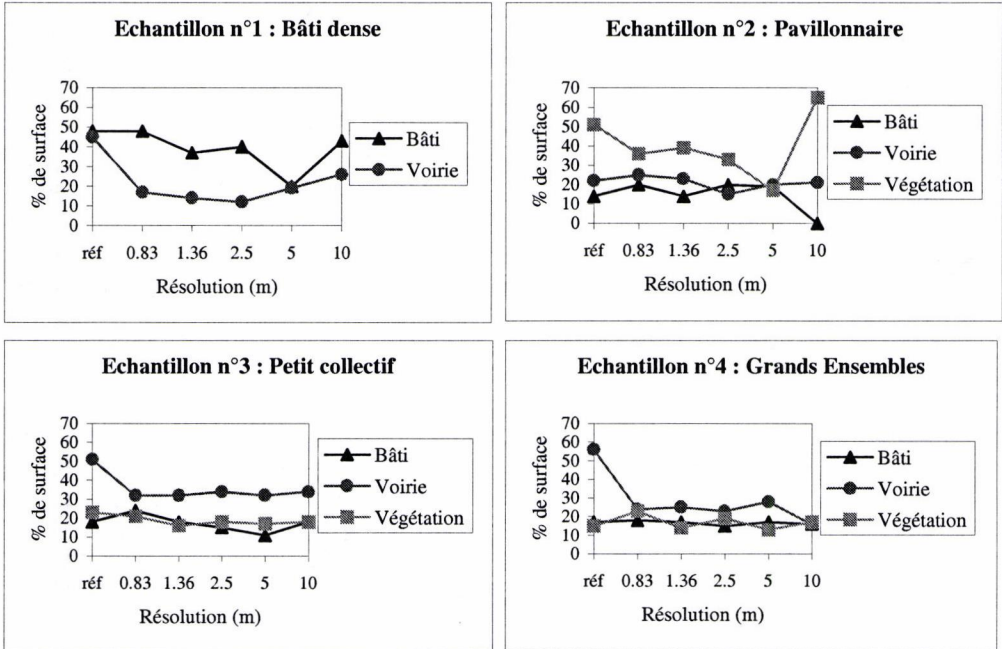 Echantillon n°1 : Bâti dense
% de surface
70
60
50
40
30
20
10
0
réf 0.83 1.36 2.5 5 10
Résolution (m)
Bâti
Voirie
Echantillon n°2 : Pavillonnaire
% de surface
70
60
50
40
30
20
10
0
réf 0.83 1.36 2.5 5 10
Résolution (m)
Bâti
Voirie
Végétation
Echantillon n°3 : Petit collectif
% de surface
70
60
50
40
30
20
10
0
réf 0.83 1.36 2.5 5 10
Résolution (m)
Bâti
Voirie
Végétation
Echantillon n°4 : Grands Ensembles
% de surface
70
60
50
40
30
20
10
0
réf 0.83 1.36 2.5 5 10
Résolution (m)
Bâti
Voirie
Végétation